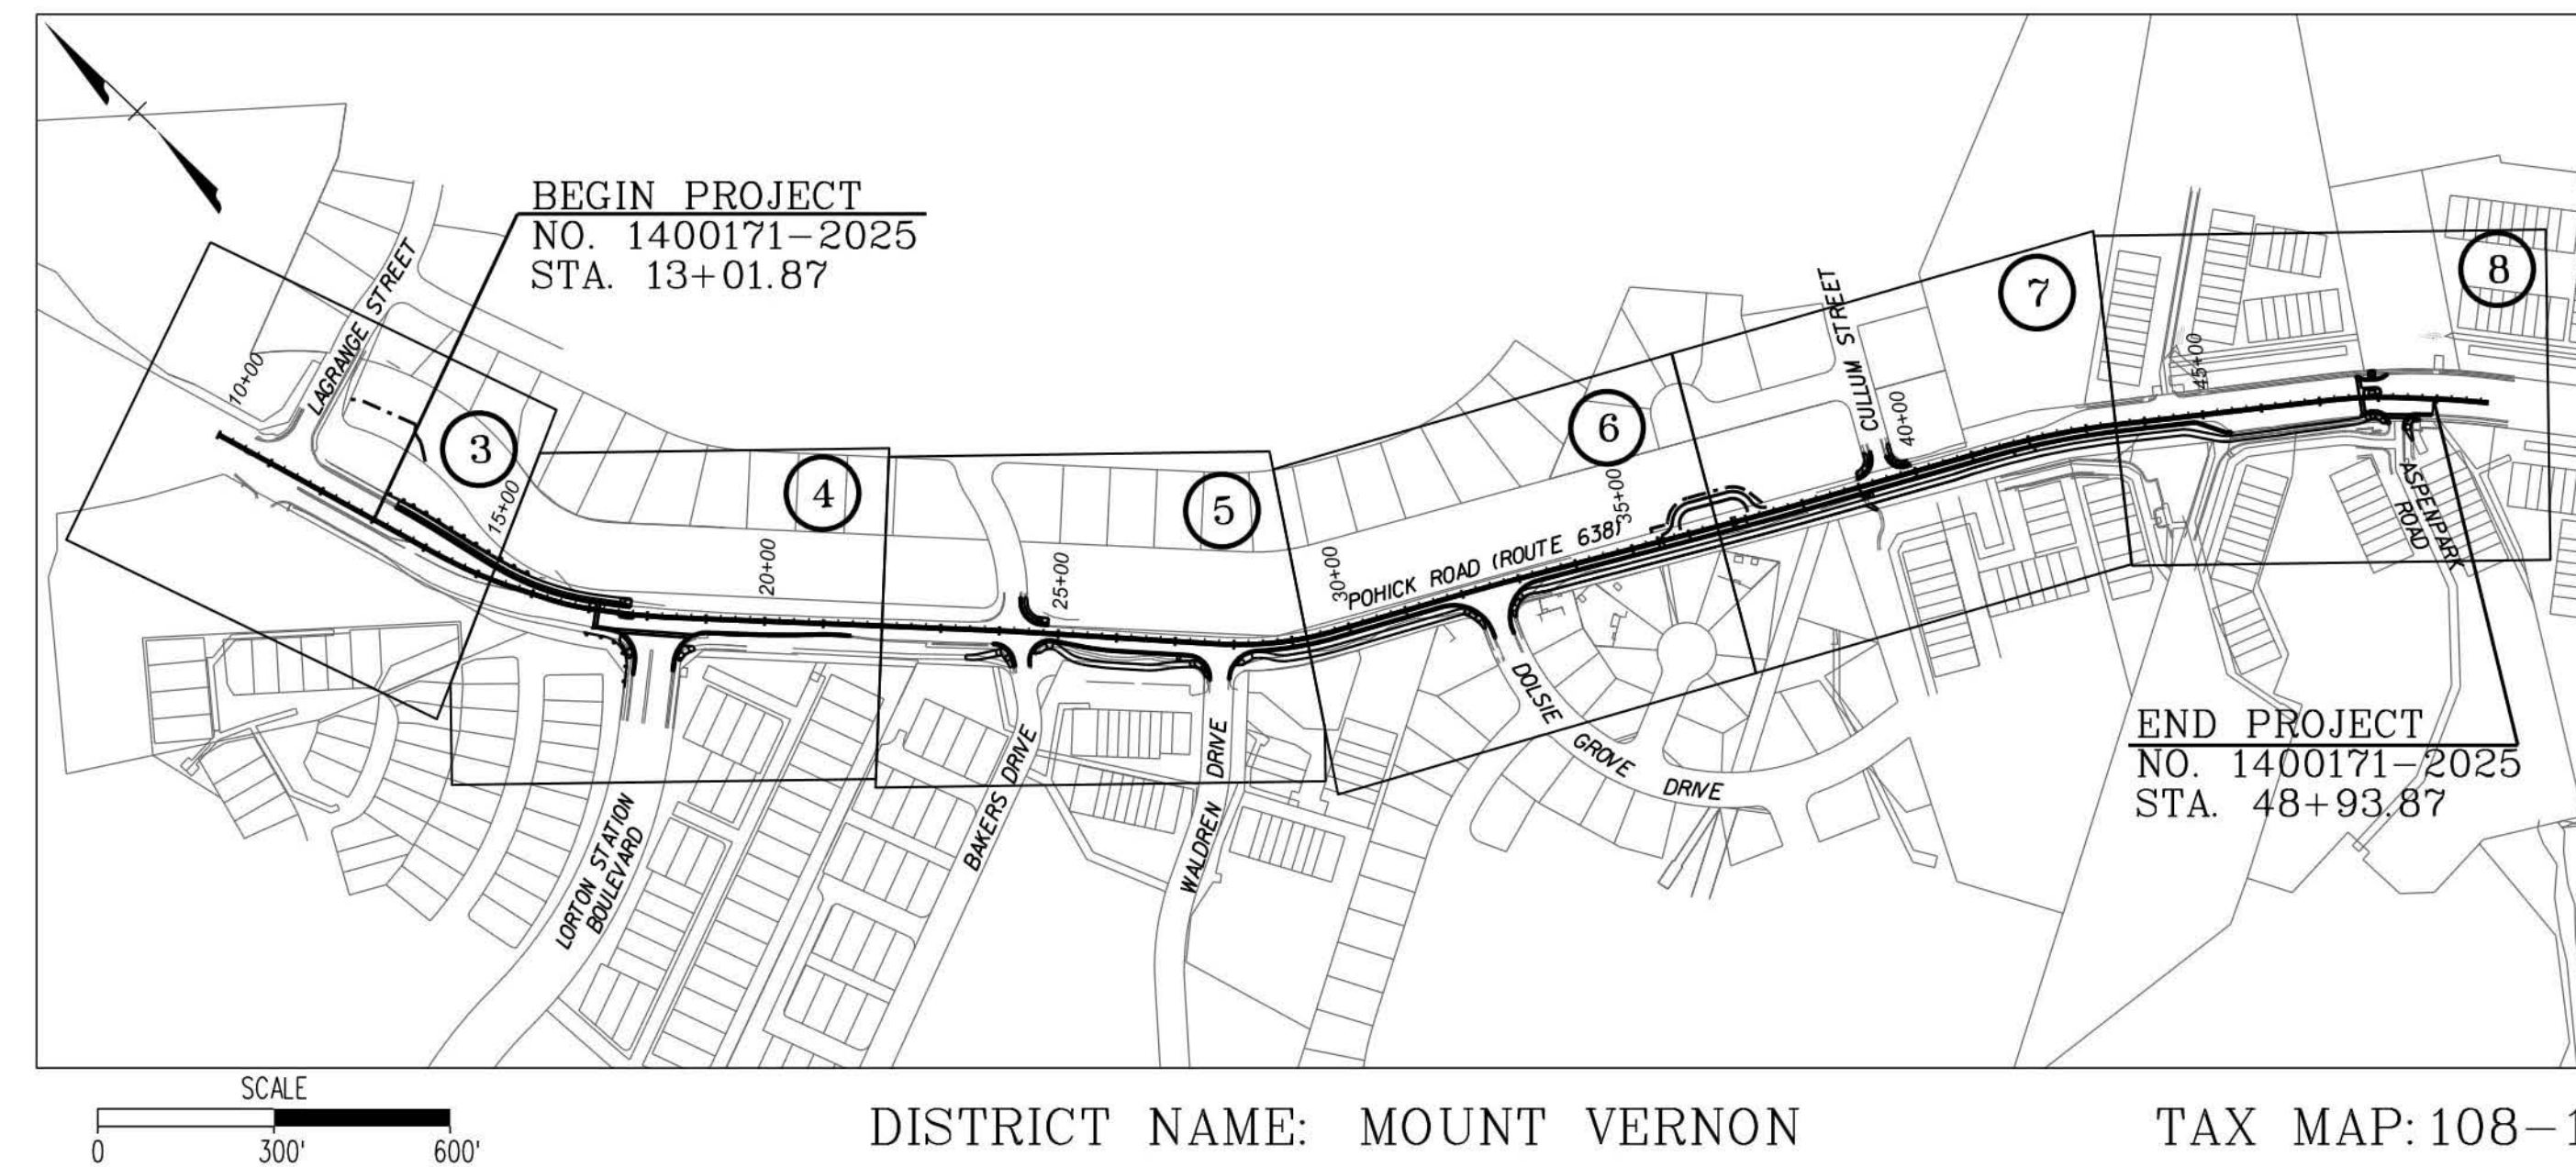 BEGIN PROJECT
NO. 1400171-2025
STA. 13+01.87
LAGRANGE STREET
10+00
3
15+00
4
20+00
5
25+00
30+00
POHICK ROAD (ROUTE 638)
6
35+00
CULLUM STREET
40+00
7
45+00
8
ASPENPARK
ROAD
LORTON STATION
BOULEVARD
BAKERS DRIVE
WALDREN DRIVE
DOLSIE GROVE DRIVE
END PROJECT
NO. 1400171-2025
STA. 48+93.87
SCALE
0 300' 600'
DISTRICT NAME: MOUNT VERNON
TAX MAP: 108-1